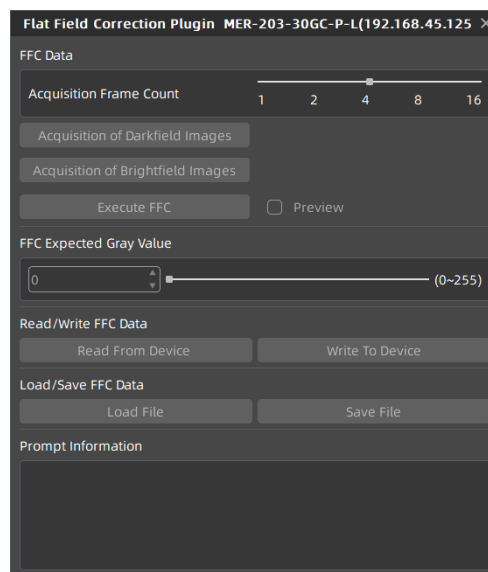 Flat Field Correction Plugin MER-203-30GC-P-L(192.168.45.125
FFC Data
Acquisition Frame Count
1 2 4 8 16
Acquisition of Darkfield Images
Acquisition of Brightfield Images
Execute FFC Preview
FFC Expected Gray Value
0 (0~255)
Read/Write FFC Data
Read From Device Write To Device
Load/Save FFC Data
Load File Save File
Prompt Information